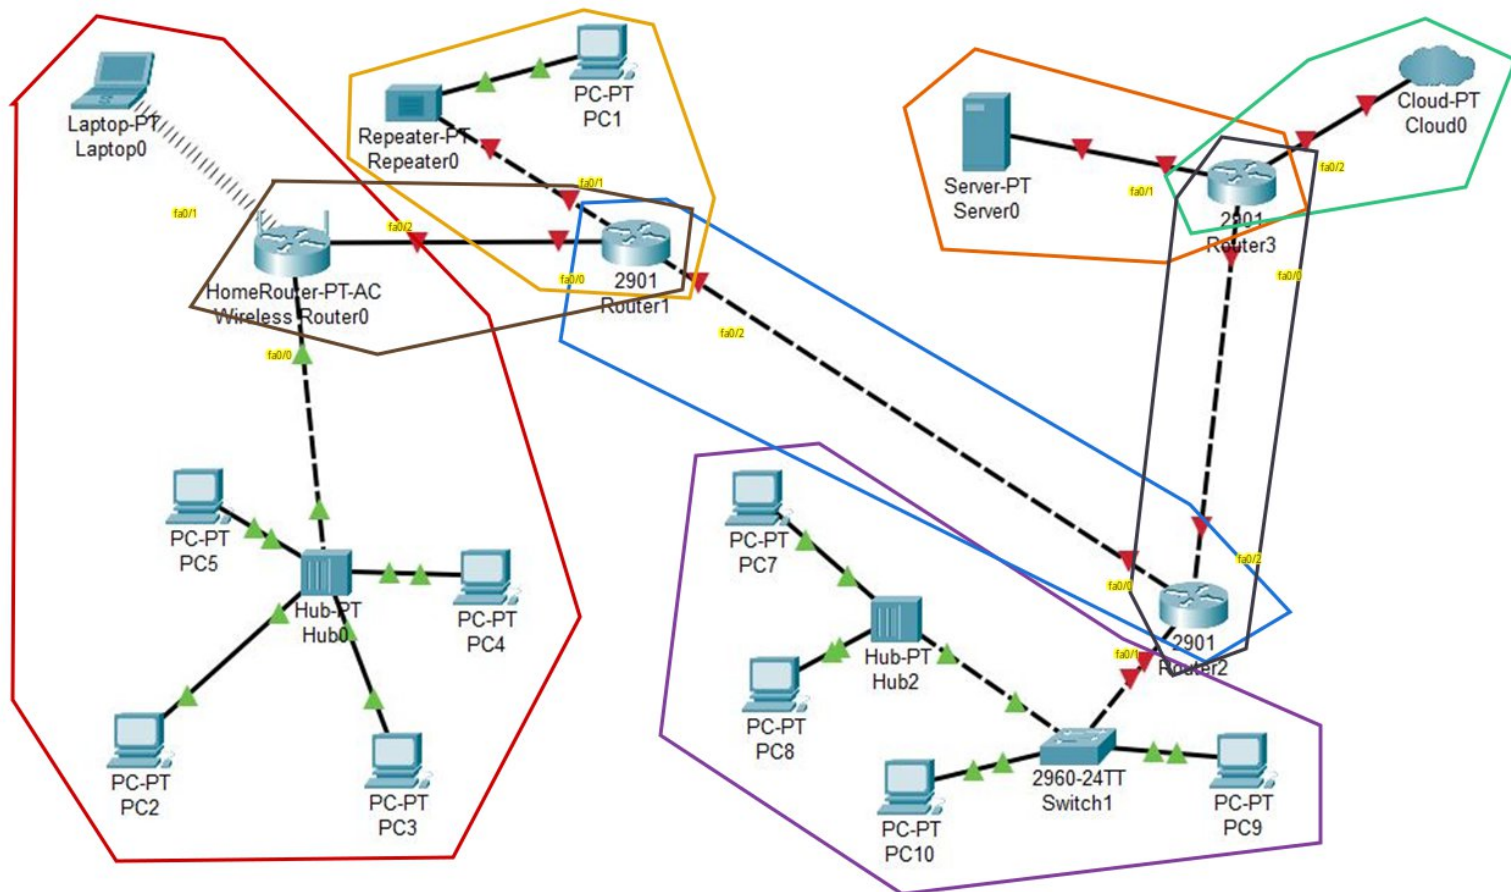 Laptop-PT
Laptop0
PC-PT
PC1
Repeater-PT
Repeater0
fa0/1
fa0/1
fa0/2
HomeRouter-PT-AC
Wireless Router0
fa0/0
2901
Router1
fa0/0
fa0/2
Server-PT
Server0
Cloud-PT
Cloud0
fa0/2
fa0/1
2901
Router3
fa0/0
PC-PT
PC5
Hub-PT
Hub0
PC-PT
PC4
PC-PT
PC2
PC-PT
PC3
PC-PT
PC7
Hub-PT
Hub2
PC-PT
PC8
fa0/0
fa0/2
fa0/1
2901
Router2
2960-24TT
Switch1
PC-PT
PC10
PC-PT
PC9